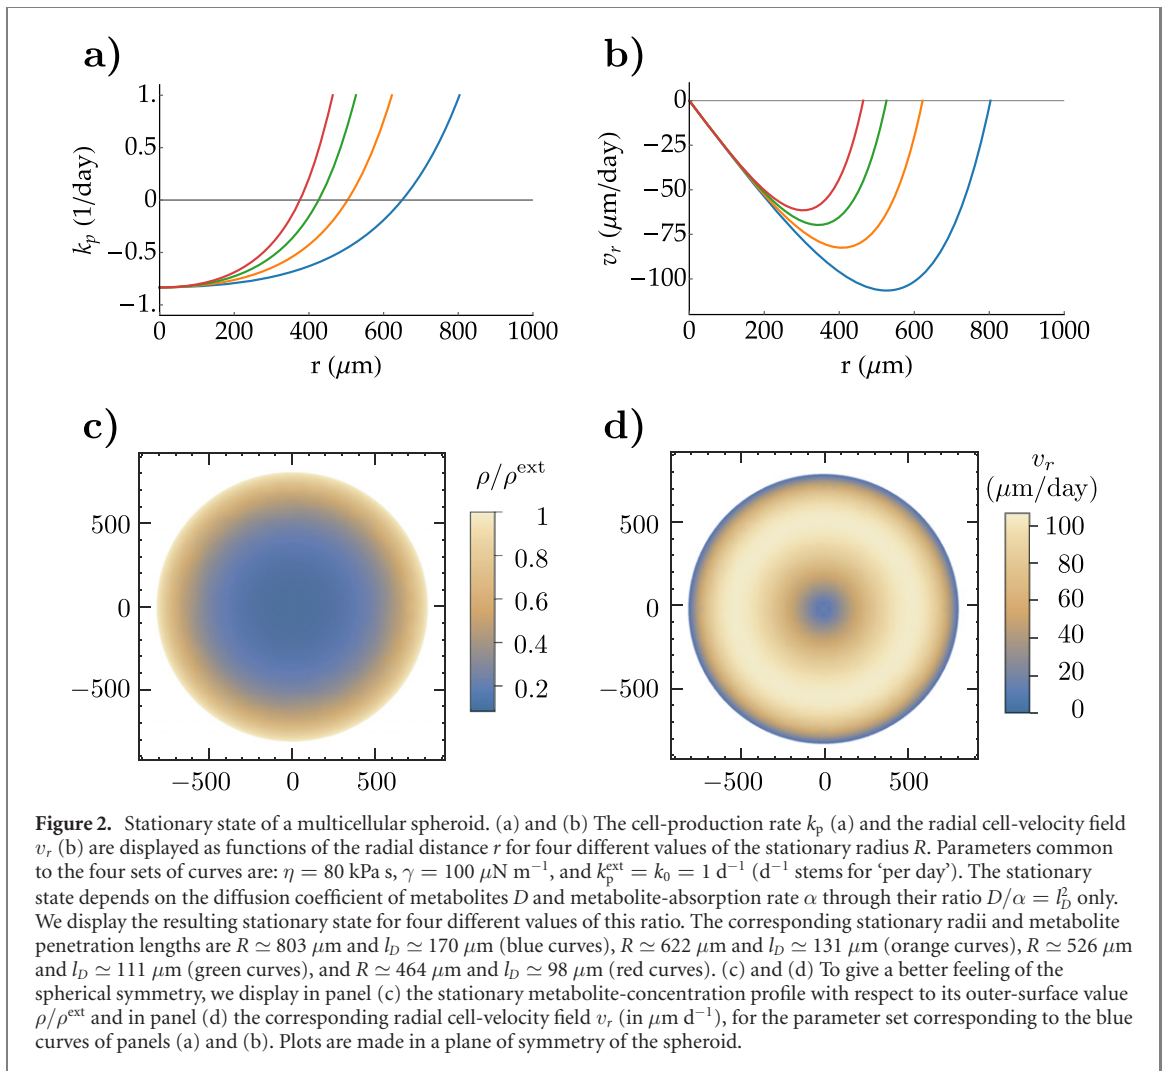 a)
b)
1.
0.5
0
−0.5
−1.
k_p (1/day)
0 200 400 600 800 1000
r (μm)
0
−25
−50
−75
−100
v_r (μm/day)
0 200 400 600 800 1000
r (μm)
c)
d)
500
0
−500
−500 0 500
ρ/ρ^ext
1
0.8
0.6
0.4
0.2
500
0
−500
−500 0 500
v_r
(μm/day)
100
80
60
40
20
0
Figure 2. Stationary state of a multicellular spheroid. (a) and (b) The cell-production rate k_p (a) and the radial cell-velocity field
v_r (b) are displayed as functions of the radial distance r for four different values of the stationary radius R. Parameters common
to the four sets of curves are: η = 80 kPa s, γ = 100 μN m^−1, and k_p^ext = k_0 = 1 d^−1 (d^−1 stems for ‘per day’). The stationary
state depends on the diffusion coefficient of metabolites D and metabolite-absorption rate α through their ratio D/α = l_D^2 only.
We display the resulting stationary state for four different values of this ratio. The corresponding stationary radii and metabolite
penetration lengths are R ≃ 803 μm and l_D ≃ 170 μm (blue curves), R ≃ 622 μm and l_D ≃ 131 μm (orange curves), R ≃ 526 μm
and l_D ≃ 111 μm (green curves), and R ≃ 464 μm and l_D ≃ 98 μm (red curves). (c) and (d) To give a better feeling of the
spherical symmetry, we display in panel (c) the stationary metabolite-concentration profile with respect to its outer-surface value
ρ/ρ^ext and in panel (d) the corresponding radial cell-velocity field v_r (in μm d^−1), for the parameter set corresponding to the blue
curves of panels (a) and (b). Plots are made in a plane of symmetry of the spheroid.